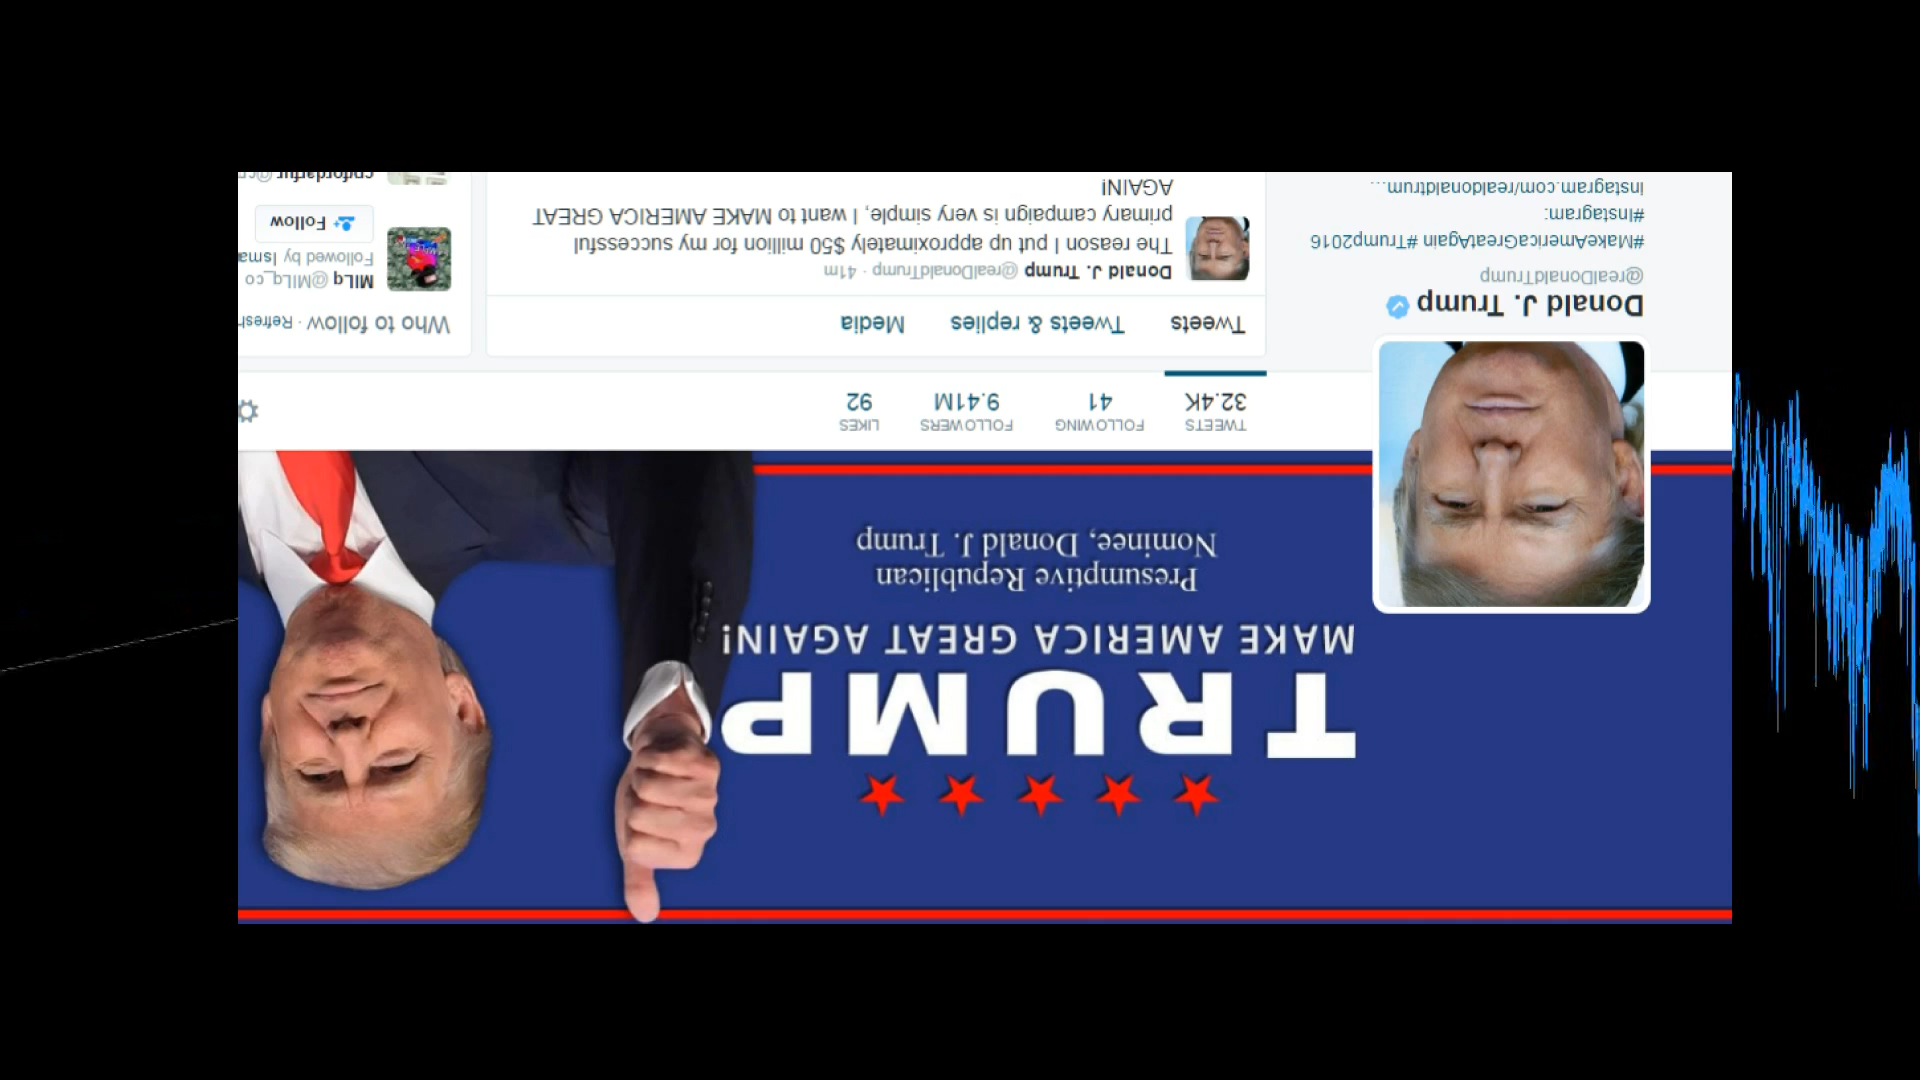 TRUMP
MAKE AMERICA GREAT AGAIN!
Presumptive Republican
Nominee, Donald J. Trump
TWEETS
32.4K
FOLLOWING
41
FOLLOWERS
9.41M
LIKES
92
Donald J. Trump
@realDonaldTrump
#MakeAmericaGreatAgain #Trump2016
#Instagram:
instagram.com/realdonaldtrum...
Tweets Tweets & replies Media
Donald J. Trump @realDonaldTrump · 41m
The reason I put up approximately $50 million for my successful
primary campaign is very simple, I want to MAKE AMERICA GREAT
AGAIN!
Who to follow · Refresh
MILq @MILq_co
Followed by
Follow
cpfordarfur